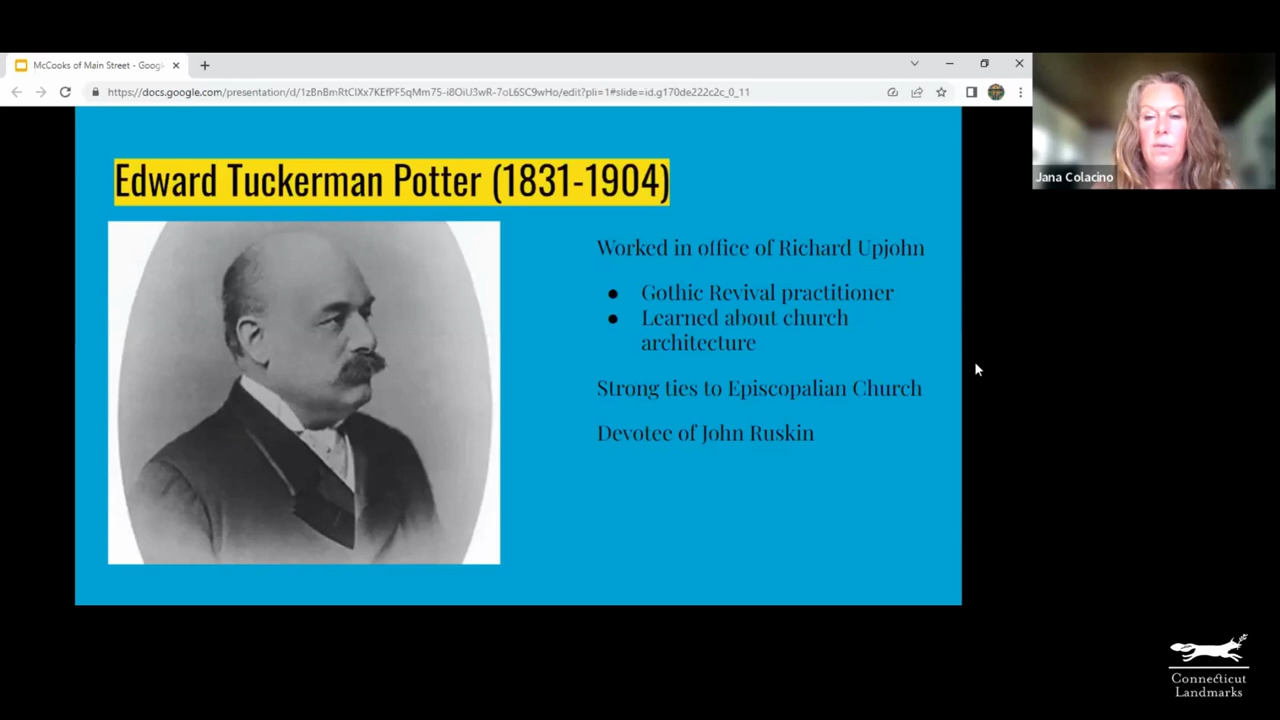 McCooks of Main Street - Goog
https://docs.google.com/presentation/d/1zBnBmRtClXx7KEfPF5qMm75-i8OiU3wR-7oL6SC9wHo/edit?pli=1#slide=id.g170de222c2c_0_11
Jana Colacino
Edward Tuckerman Potter (1831-1904)
Worked in office of Richard Upjohn
● Gothic Revival practitioner
● Learned about church
architecture
Strong ties to Episcopalian Church
Devotee of John Ruskin
Connecticut
Landmarks